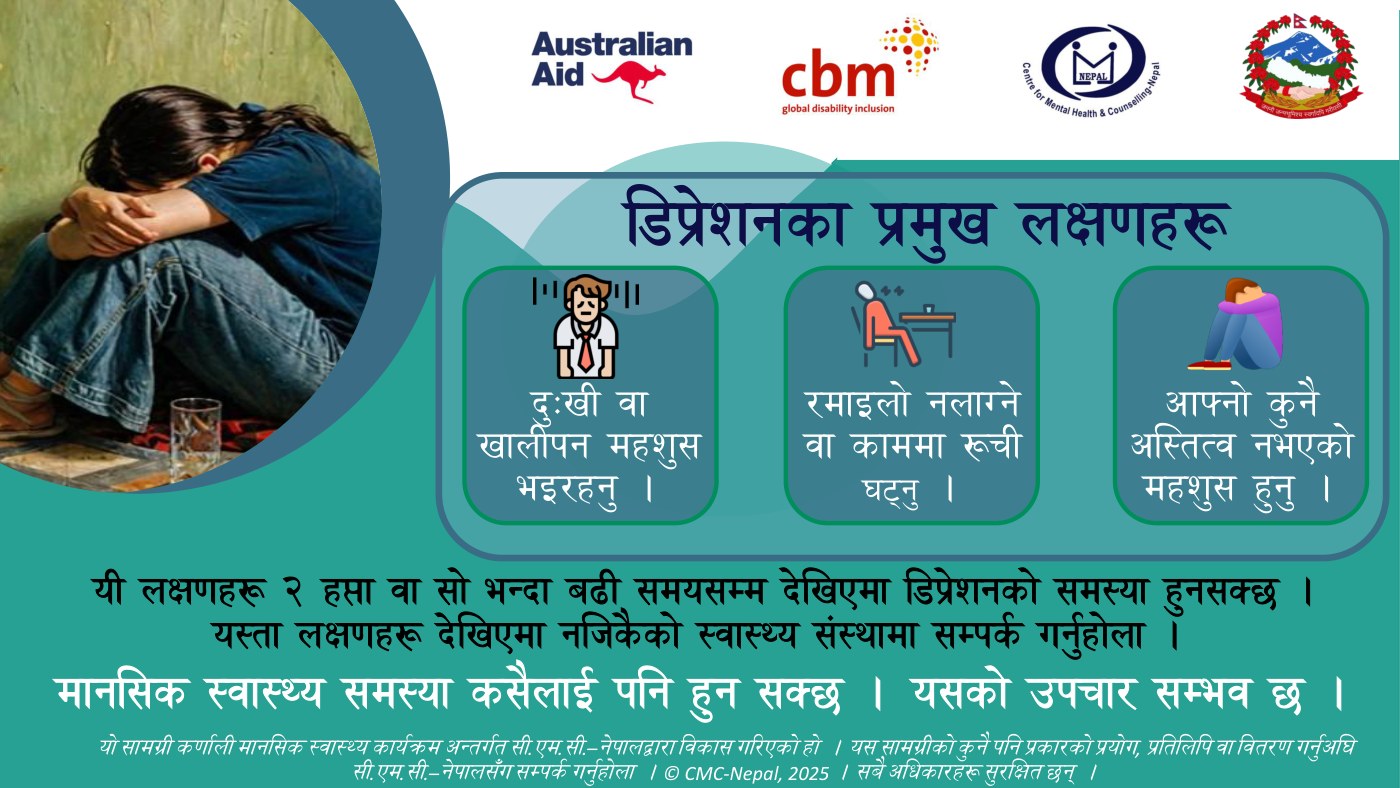 Australian
Aid
cbm
global disability inclusion
NEPAL
Centre for Mental Health & Counselling-Nepal
डिप्रेशनका प्रमुख लक्षणहरू
दुःखी वा
खालीपन महशुस
भइरहनु ।
रमाइलो नलाग्ने
वा काममा रूची
घट्नु ।
आफ्नो कुनै
अस्तित्व नभएको
महशुस हुनु ।
यी लक्षणहरू २ हप्ता वा सो भन्दा बढी समयसम्म देखिएमा डिप्रेशनको समस्या हुनसक्छ ।
यस्ता लक्षणहरू देखिएमा नजिकैको स्वास्थ्य संस्थामा सम्पर्क गर्नुहोला ।
मानसिक स्वास्थ्य समस्या कसैलाई पनि हुन सक्छ । यसको उपचार सम्भव छ ।
यो सामग्री कर्णाली मानसिक स्वास्थ्य कार्यक्रम अन्तर्गत सी.एम.सी.–नेपालद्वारा विकास गरिएको हो । यस सामग्रीको कुनै पनि प्रकारको प्रयोग, प्रतिलिपि वा वितरण गर्नुअघि
सी.एम.सी.–नेपालसँग सम्पर्क गर्नुहोला । © CMC-Nepal, 2025 । सबै अधिकारहरू सुरक्षित छन् ।